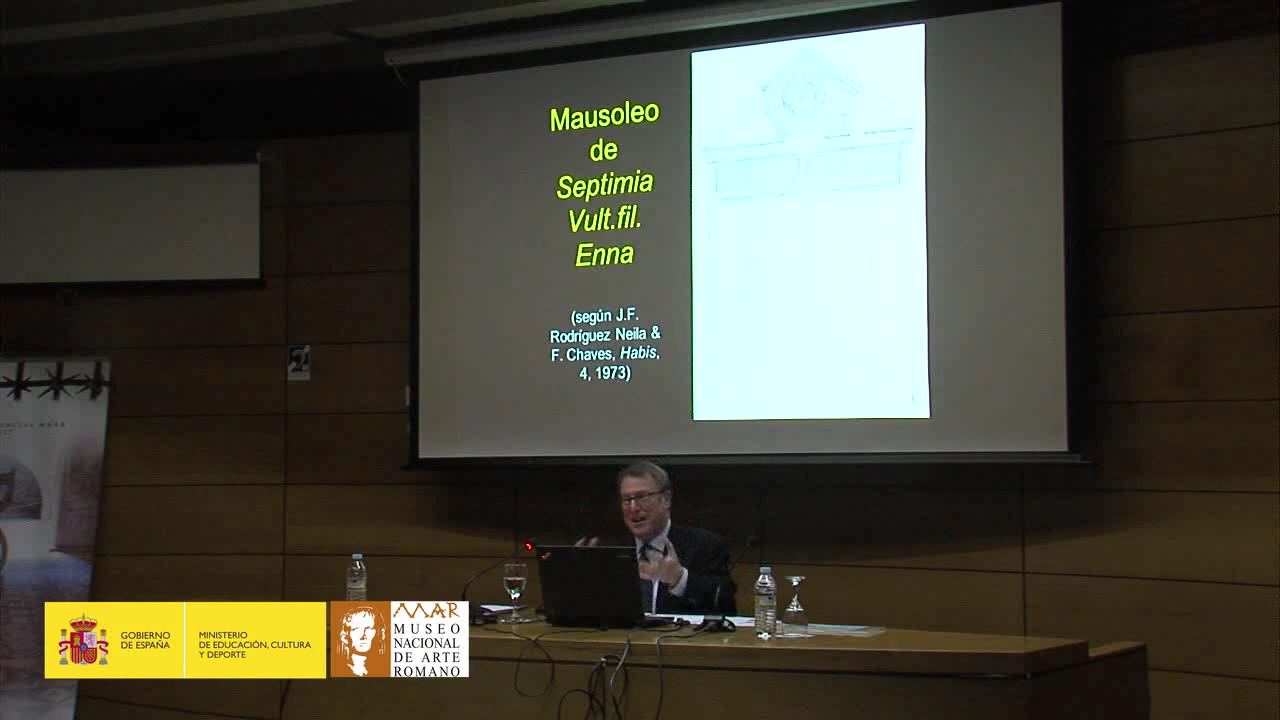 Mausoleo
de
Septimia
Vult.fil.
Enna
(según J.F.
Rodríguez Neila &
F. Chaves, Habis,
4, 1973)
GOBIERNO
DE ESPAÑA
MINISTERIO
DE EDUCACIÓN, CULTURA
Y DEPORTE
MAR
MUSEO
NACIONAL
DE ARTE
ROMANO